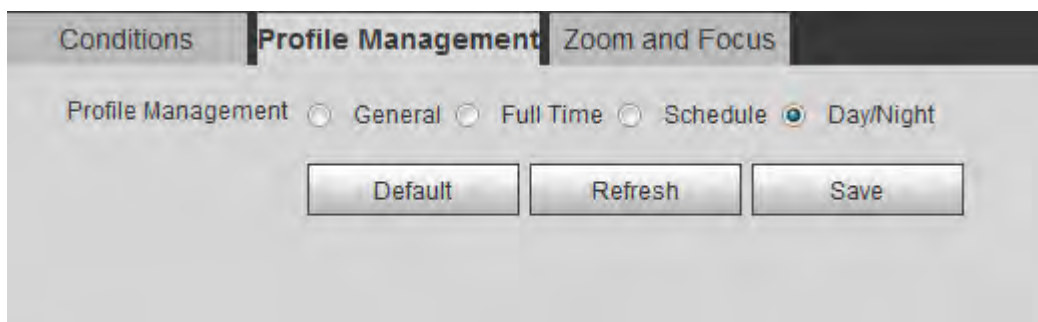 Conditions Profile Management Zoom and Focus
Profile Management General Full Time Schedule Day/Night
Default Refresh Save